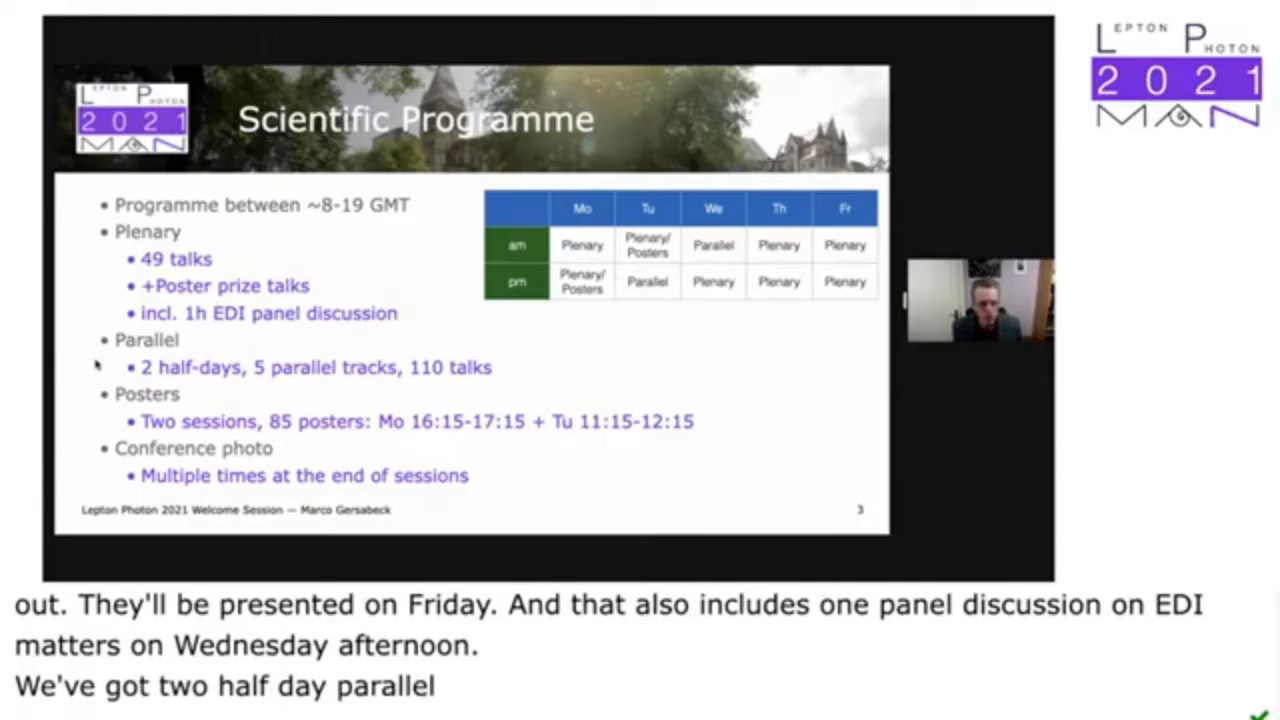 LEPTON PHOTON
2021
MAN
LEPTON PHOTON
2021
MAN
Scientific Programme
• Programme between ~8-19 GMT
• Plenary
• 49 talks
• +Poster prize talks
• incl. 1h EDI panel discussion
• Parallel
• 2 half-days, 5 parallel tracks, 110 talks
• Posters
• Two sessions, 85 posters: Mo 16:15-17:15 + Tu 11:15-12:15
• Conference photo
• Multiple times at the end of sessions
Mo Tu We Th Fr
am Plenary Plenary/ Posters Parallel Plenary Plenary
pm Plenary/ Posters Parallel Plenary Plenary Plenary
Lepton Photon 2021 Welcome Session — Marco Gersabeck 3
out. They'll be presented on Friday. And that also includes one panel discussion on EDI
matters on Wednesday afternoon.
We've got two half day parallel